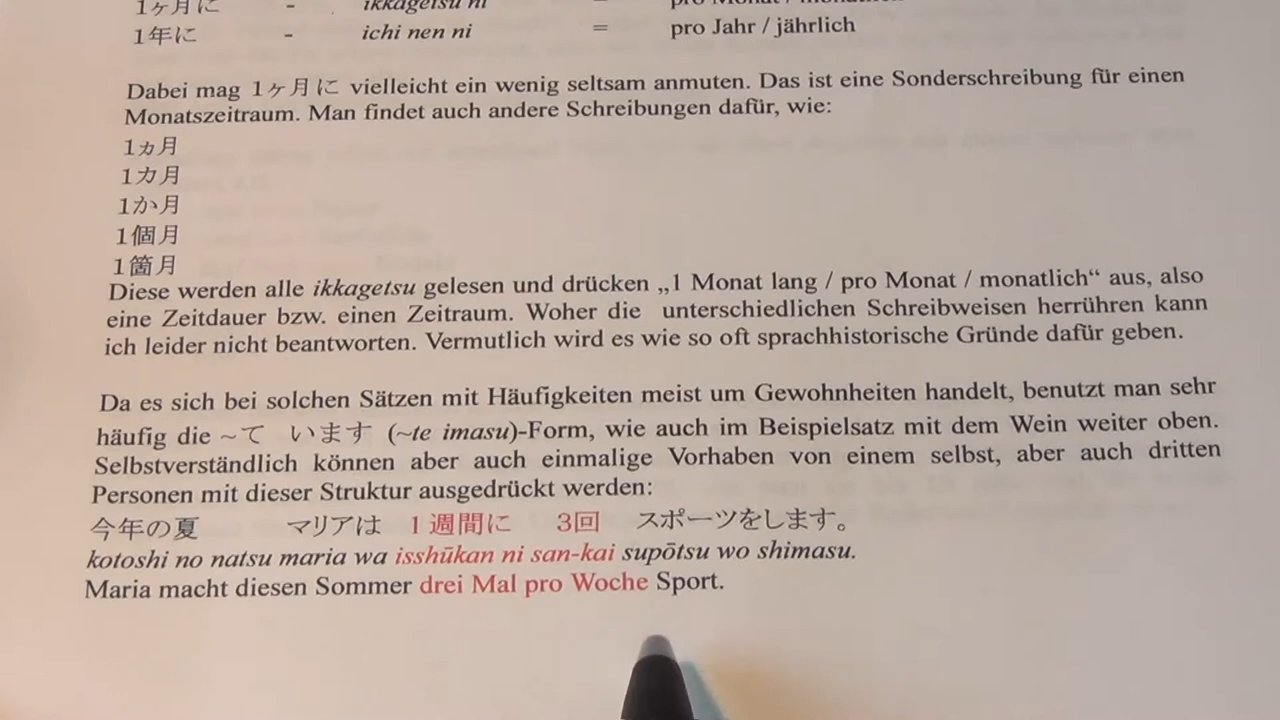 1ヶ月に - ikkagetsu ni = pro Monat /
1年に - ichi nen ni = pro Jahr / jährlich
Dabei mag 1ヶ月に vielleicht ein wenig seltsam anmuten. Das ist eine Sonderschreibung für einen
Monatszeitraum. Man findet auch andere Schreibungen dafür, wie:
1ヵ月
1カ月
1か月
1個月
1箇月
Diese werden alle ikkagetsu gelesen und drücken „1 Monat lang / pro Monat / monatlich“ aus, also
eine Zeitdauer bzw. einen Zeitraum. Woher die unterschiedlichen Schreibweisen herrühren kann
ich leider nicht beantworten. Vermutlich wird es wie so oft sprachhistorische Gründe dafür geben.
Da es sich bei solchen Sätzen mit Häufigkeiten meist um Gewohnheiten handelt, benutzt man sehr
häufig die ~て います (~te imasu)-Form, wie auch im Beispielsatz mit dem Wein weiter oben.
Selbstverständlich können aber auch einmalige Vorhaben von einem selbst, aber auch dritten
Personen mit dieser Struktur ausgedrückt werden:
今年の夏 マリアは 1週間に 3回 スポーツをします。
kotoshi no natsu maria wa isshūkan ni san-kai supōtsu wo shimasu.
Maria macht diesen Sommer drei Mal pro Woche Sport.